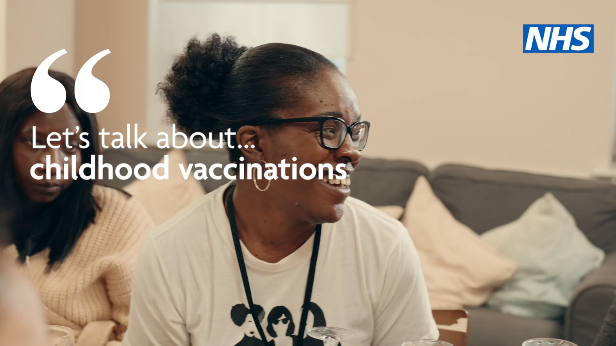 NHS
“
Let’s talk about...
childhood vaccinations